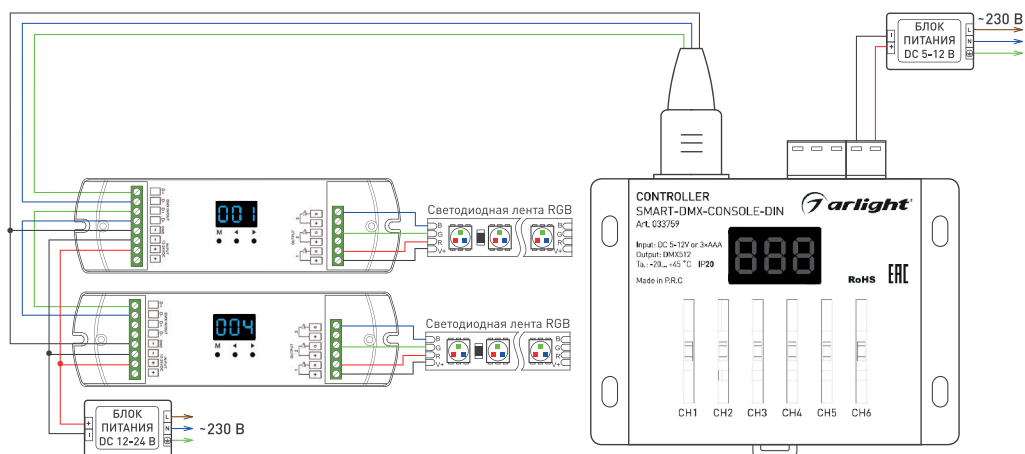 ~230 В
БЛОК
ПИТАНИЯ
DC 5-12 В
L
N
001
M
Светодиодная лента RGB
B
G
R
V+
004
M
Светодиодная лента RGB
B
G
R
V+
БЛОК
ПИТАНИЯ
DC 12-24 В
+
L
N
~230 В
CONTROLLER
SMART-DMX-CONSOLE-DIN
Art. 033759
arlight
Input: DC 5-12V or 3×AAA
Output: DMX512
Ta.: -20... +45 °C IP20
Made in P.R.C
888
RoHS
EAC
CH1 CH2 CH3 CH4 CH5 CH6